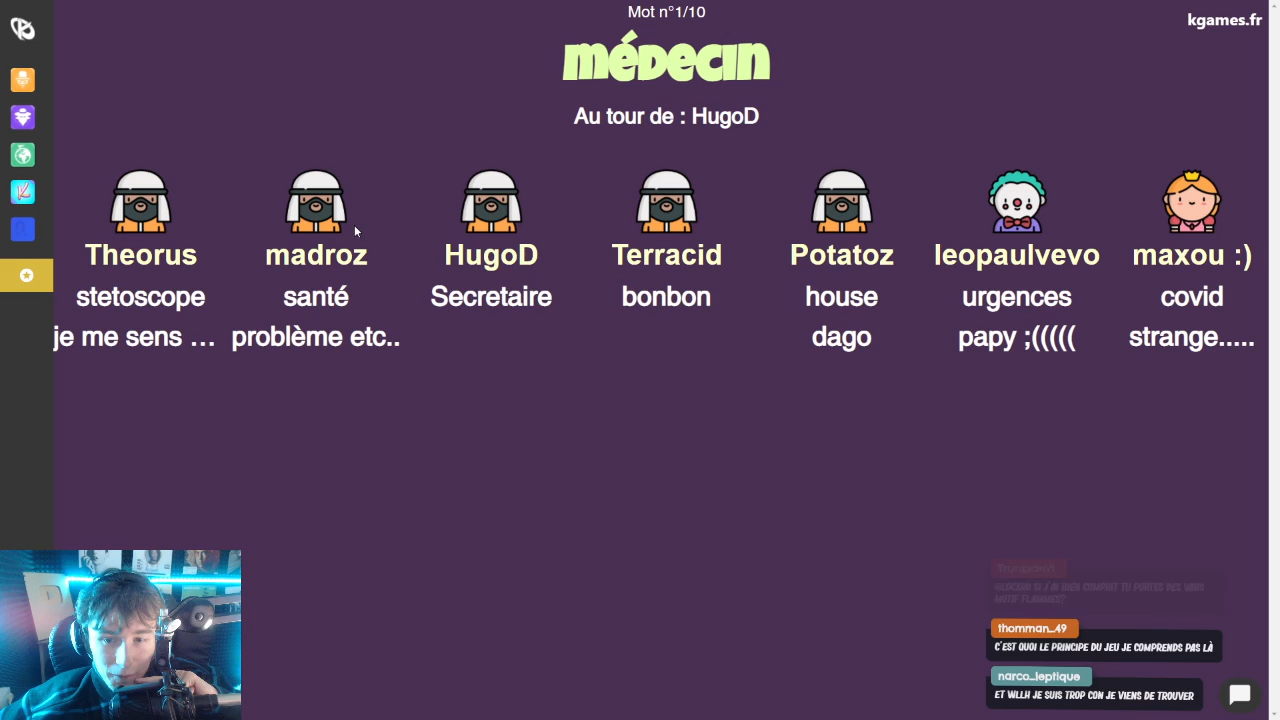 Mot n°1/10
kgames.fr
médecin
Au tour de : HugoD
Theorus madroz HugoD Terracid Potatoz leopaulvevo maxou :)
stetoscope santé Secretaire bonbon house urgences covid
je me sens … problème etc.. dago papy ;((((( strange.....
thomman_49
C'EST QUOI LE PRINCIPE DU JEU JE COMPRENDS PAS LÀ
narco_leptique
ET WLLH JE SUIS TROP CON JE VIENS DE TROUVER